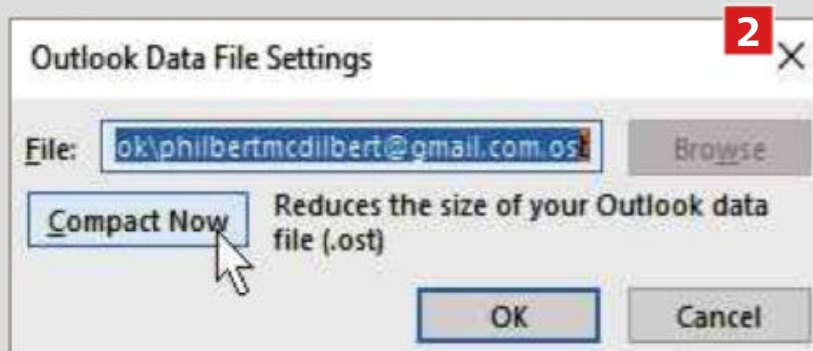 2
Outlook Data File Settings
File: ok\philbertmcdilbert@gmail.com.ost Browse
Compact Now Reduces the size of your Outlook data
file (.ost)
OK Cancel